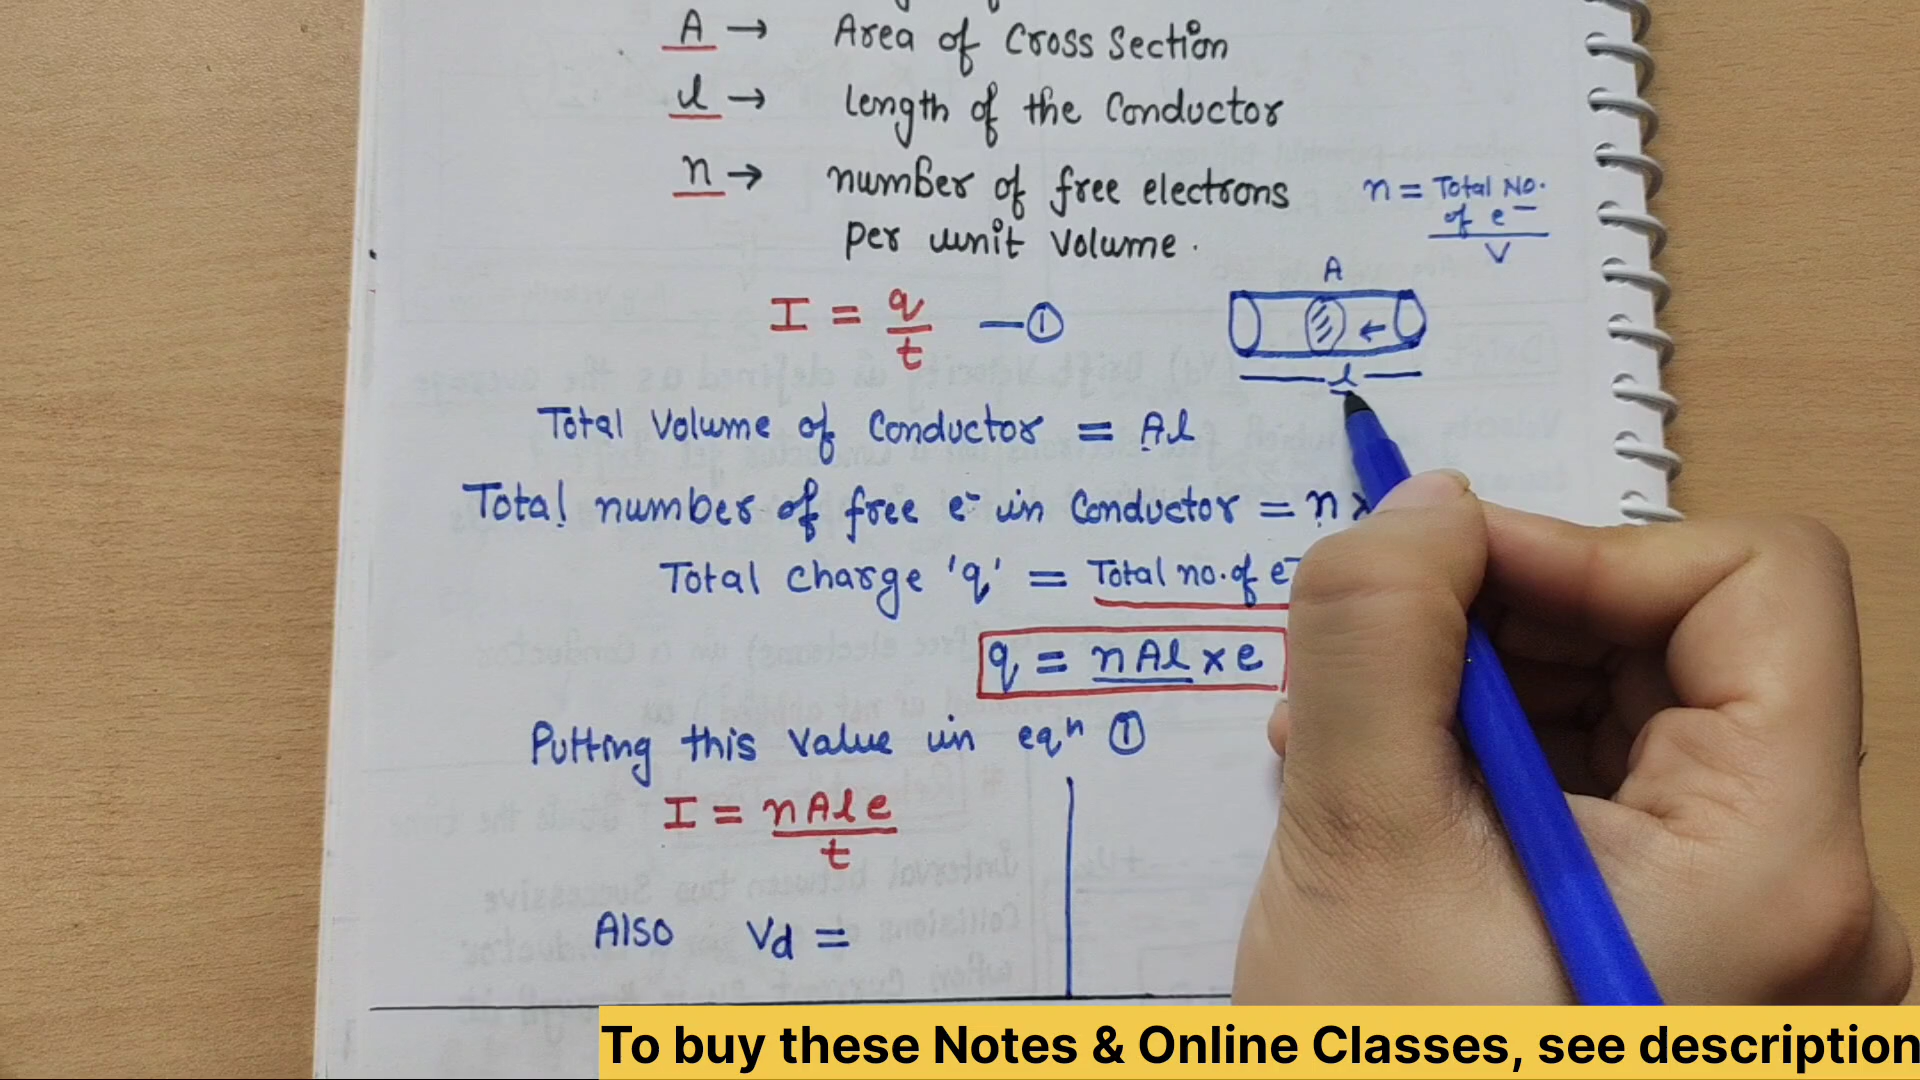 A → Area of Cross Section
l → length of the Conductor
n → number of free electrons
per unit Volume.
n = Total No. of e⁻ / V
A
I = q / t — ①
l
Total Volume of Conductor = Al
Total number of free e⁻ in Conductor = n ×
Total charge 'q' = Total no. of e⁻
q = nAl × e
Putting this value in eqⁿ ①
I = nAle / t
Also Vd =
To buy these Notes & Online Classes, see description